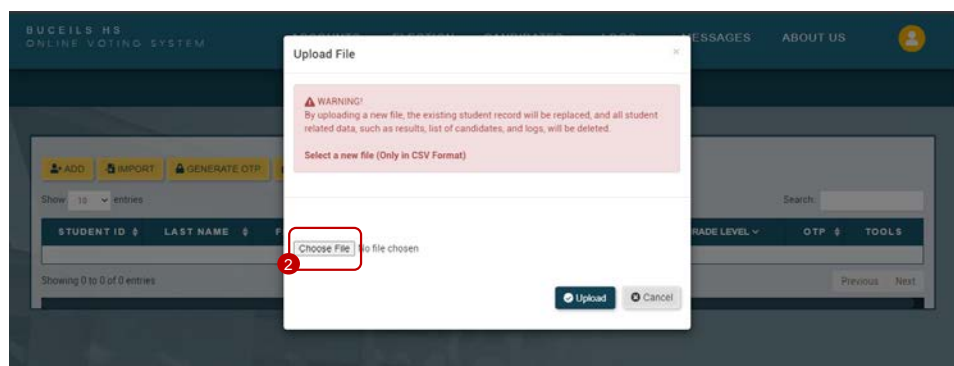 BUCEILS HS
ONLINE VOTING SYSTEM
MESSAGES
ABOUT US
Upload File
×
WARNING!
By uploading a new file, the existing student record will be replaced, and all student
related data, such as results, list of candidates, and logs, will be deleted.
Select a new file (Only in CSV Format)
ADD
IMPORT
GENERATE OTP
Show 10 entries
Search:
STUDENT ID
LAST NAME
F
GRADE LEVEL
OTP
TOOLS
Choose File No file chosen
2
Showing 0 to 0 of 0 entries
Previous
Next
Upload
Cancel